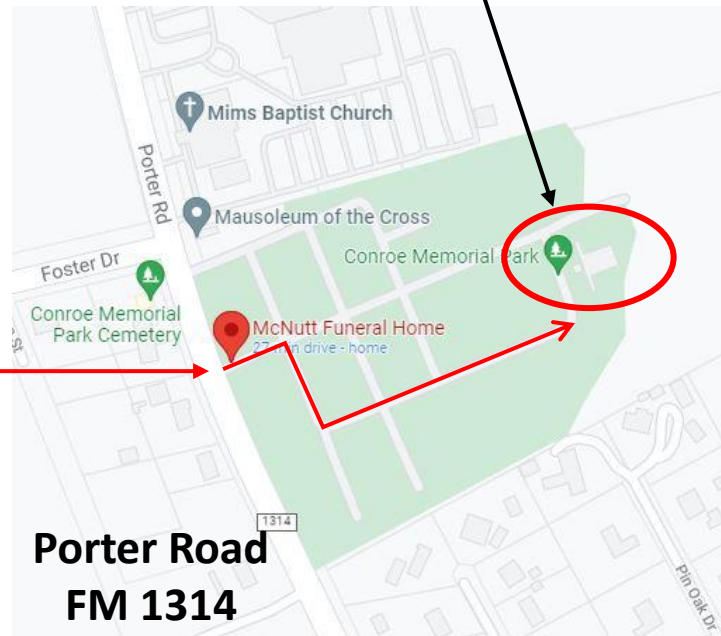 Mims Baptist Church
Porter Rd
Mausoleum of the Cross
Foster Dr
Conroe Memorial Park
Conroe Memorial
Park Cemetery
McNutt Funeral Home
27 min drive - home
St
1314
Porter Road
FM 1314
Pin Oak Dr